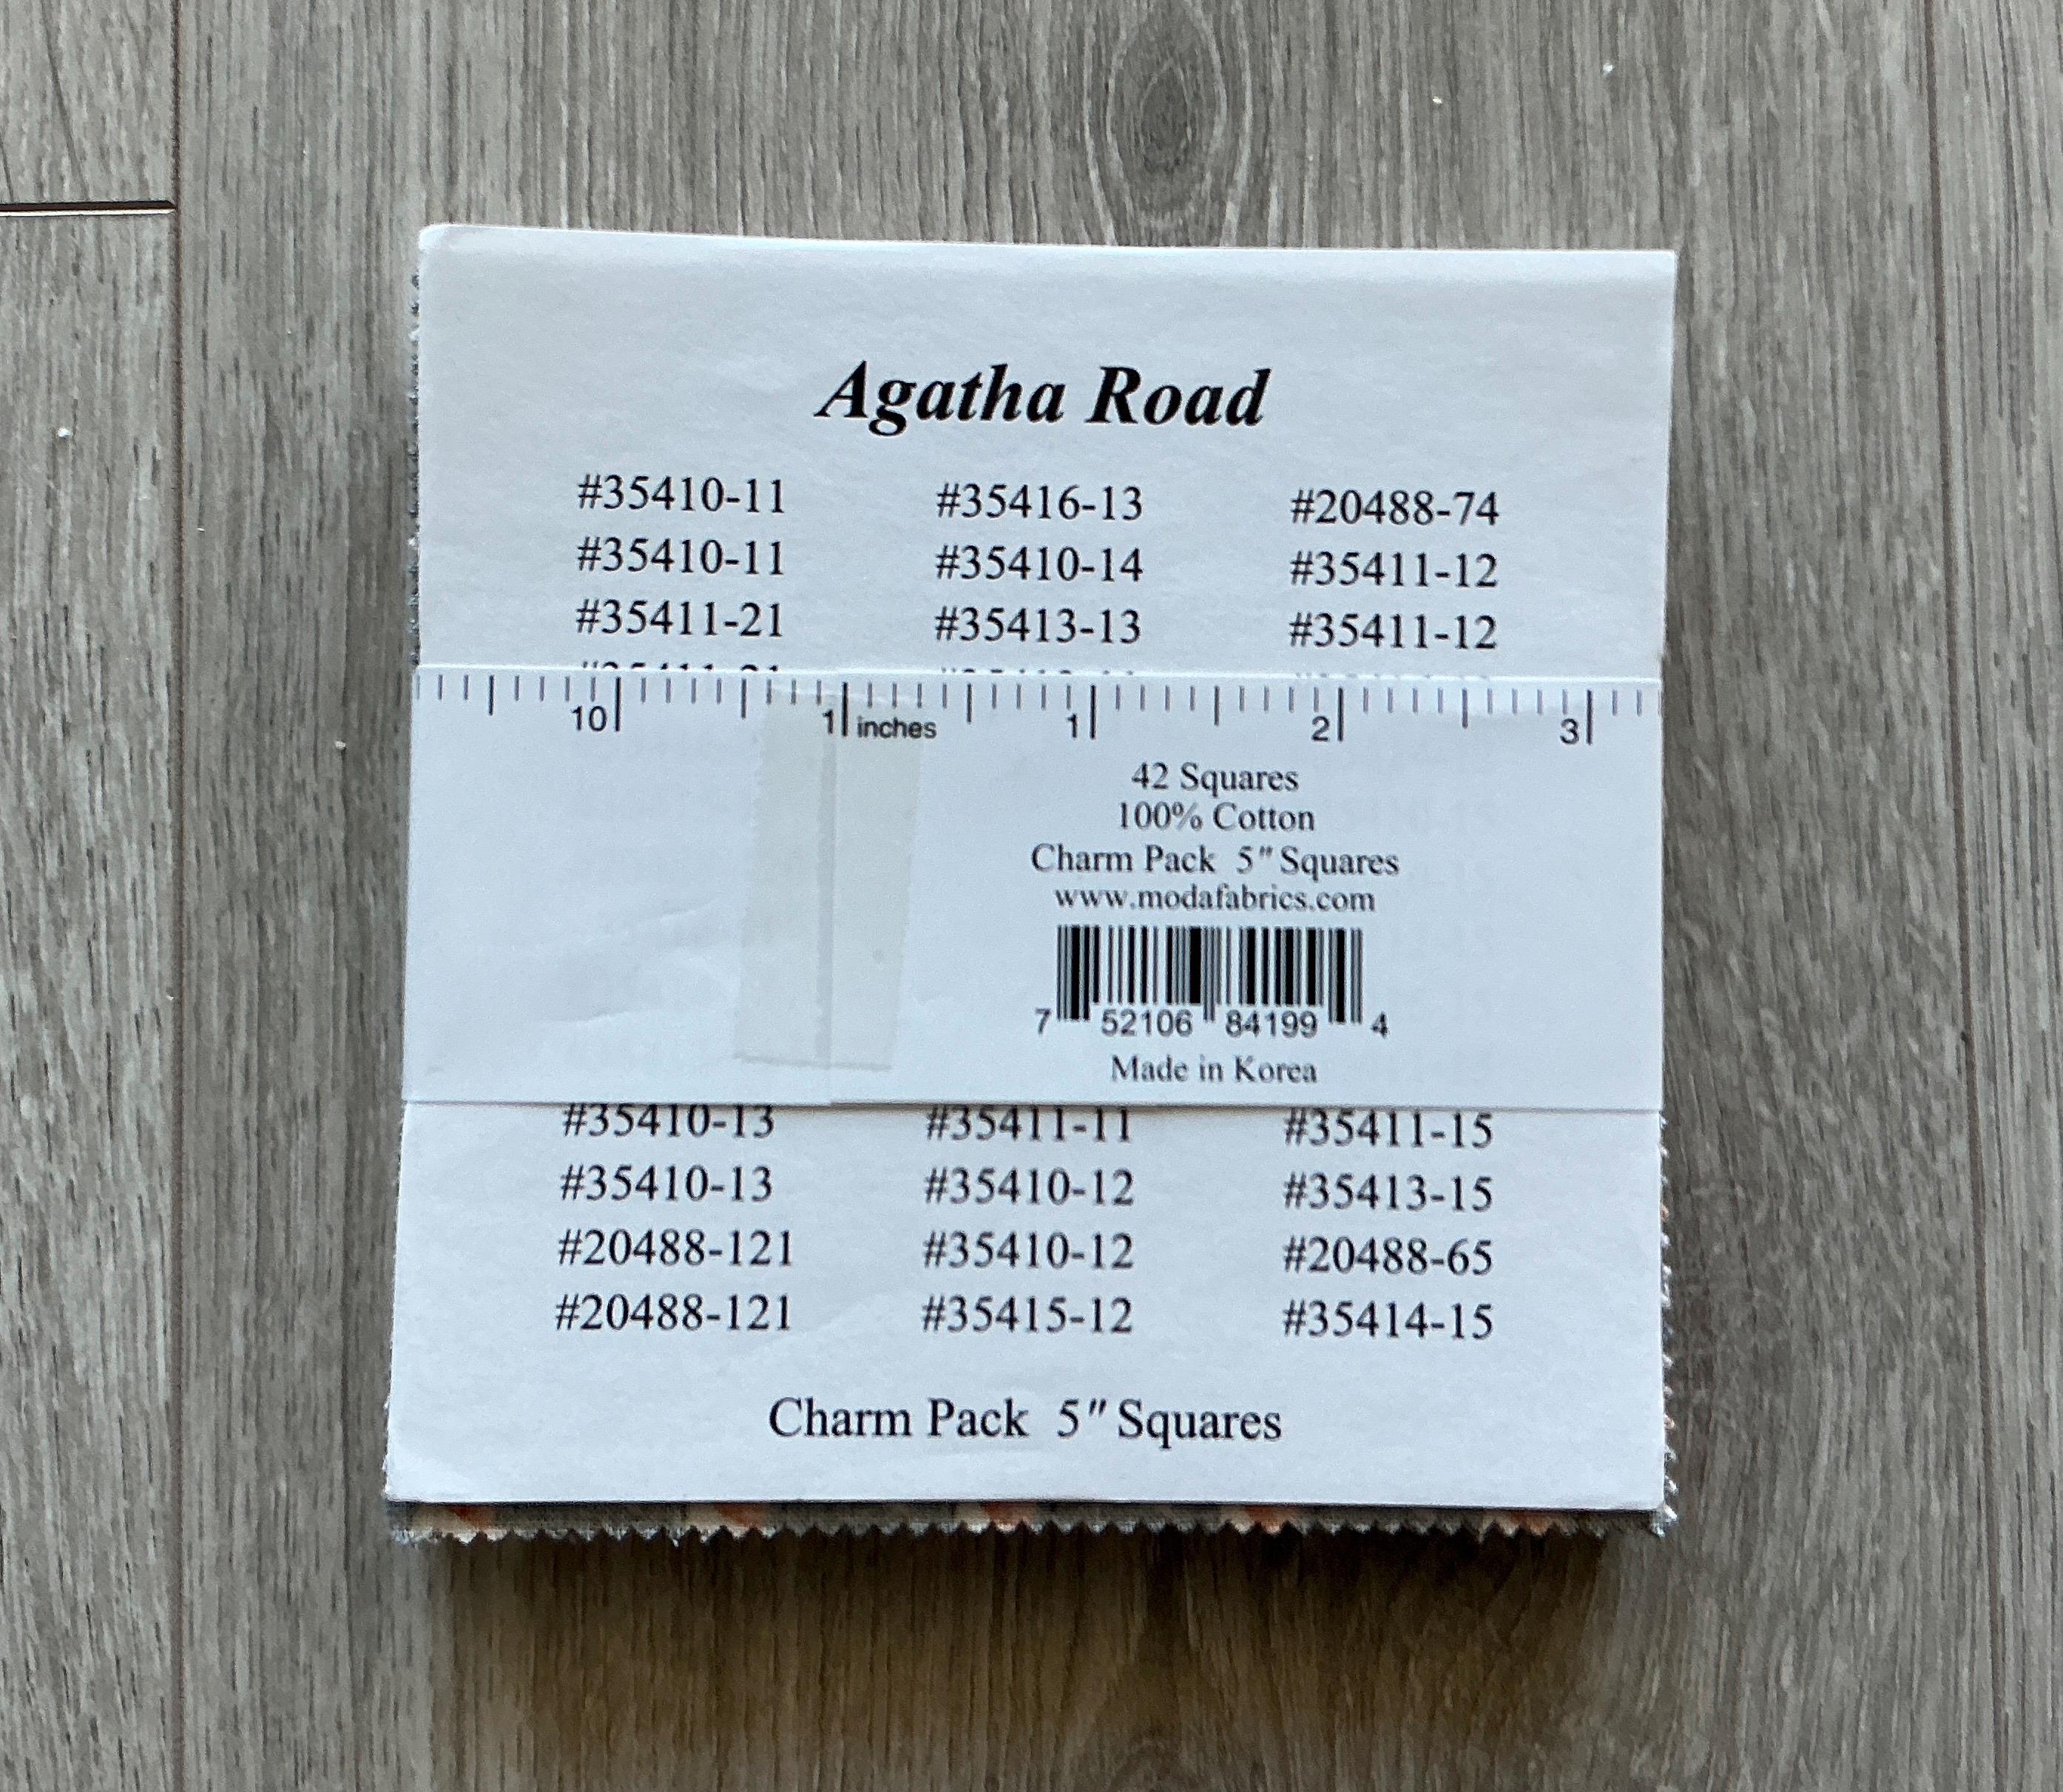 Agatha Road
#35410-11 #35416-13 #20488-74
#35410-11 #35410-14 #35411-12
#35411-21 #35413-13 #35411-12
10 11 inches 1 2 3
42 Squares
100% Cotton
Charm Pack 5" Squares
www.modafabrics.com
7 52106 84199 4
Made in Korea
#35410-13 #35411-11 #35411-15
#35410-13 #35410-12 #35413-15
#20488-121 #35410-12 #20488-65
#20488-121 #35415-12 #35414-15
Charm Pack 5" Squares